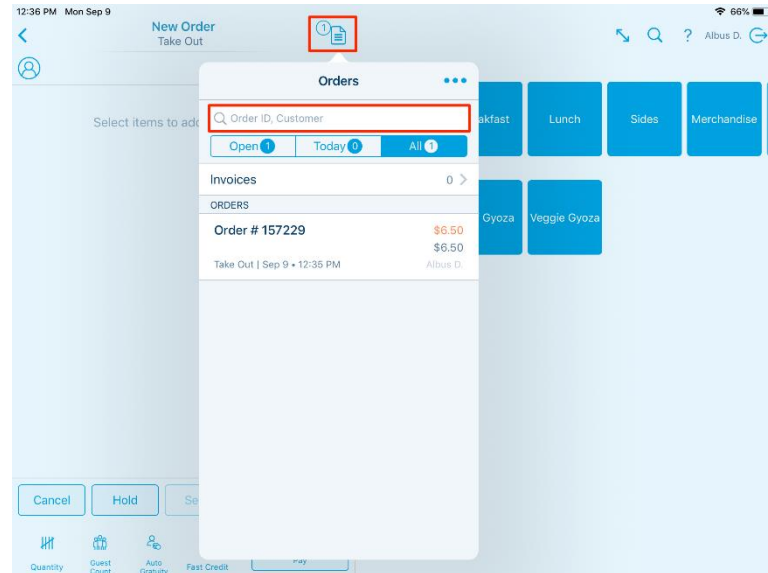 12:36 PM Mon Sep 9
66%
New Order
Take Out
1
? Albus D.
Orders
Select items to add
Order ID, Customer
Open 1
Today 0
All 1
Invoices 0
ORDERS
Order # 157229 $6.50
$6.50
Take Out | Sep 9 • 12:35 PM Albus D.
akfast
Lunch
Sides
Merchandise
Gyoza
Veggie Gyoza
Cancel
Hold
Se
Quantity
Guest Count
Auto Gratuity
Fast Credit
Pay